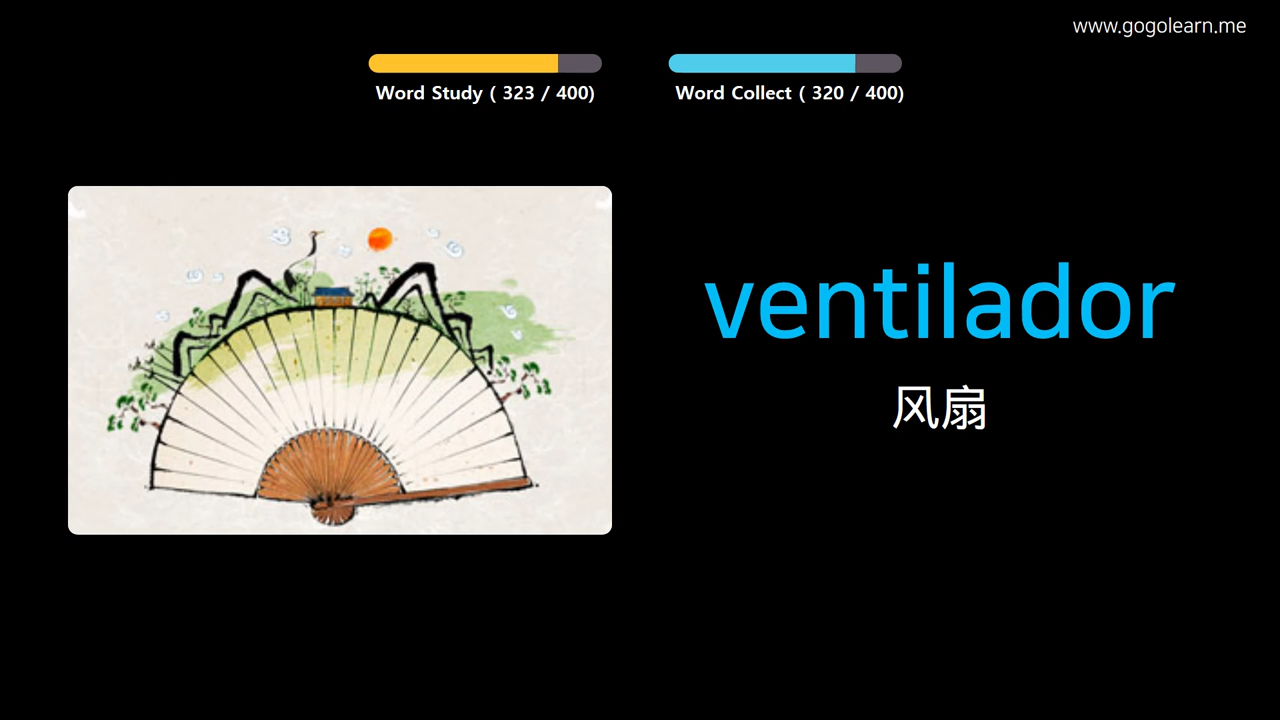 www.gogolearn.me
Word Study ( 323 / 400)
Word Collect ( 320 / 400)
ventilador
风扇